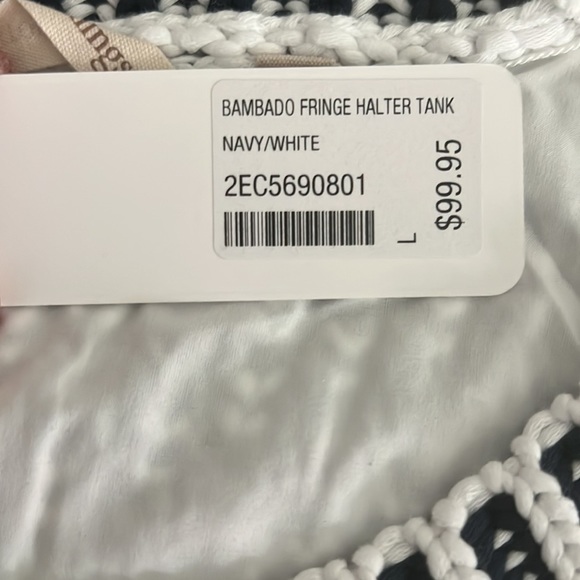 BAMBADO FRINGE HALTER TANK
NAVY/WHITE
2EC5690801
L
$99.95